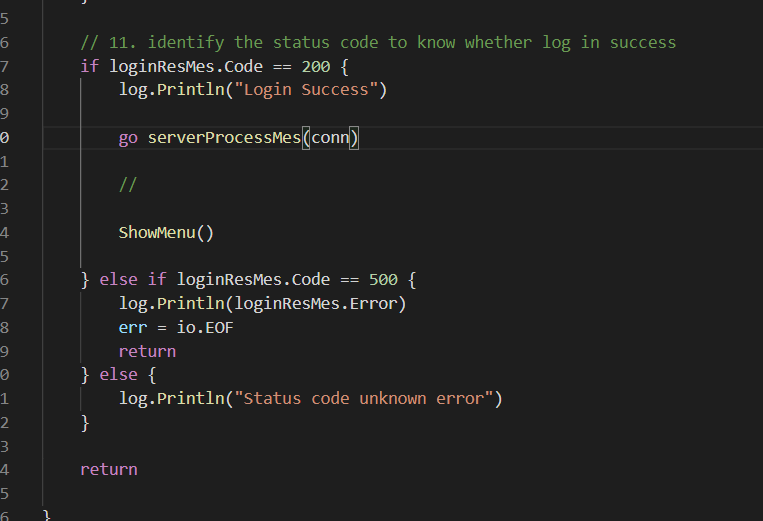 }
5
6 // 11. identify the status code to know whether log in success
7 if loginResMes.Code == 200 {
8 log.Println("Login Success")
9
0 go serverProcessMes(conn)
1
2 //
3
4 ShowMenu()
5
6 } else if loginResMes.Code == 500 {
7 log.Println(loginResMes.Error)
8 err = io.EOF
9 return
0 } else {
1 log.Println("Status code unknown error")
2 }
3
4 return
5
6 }